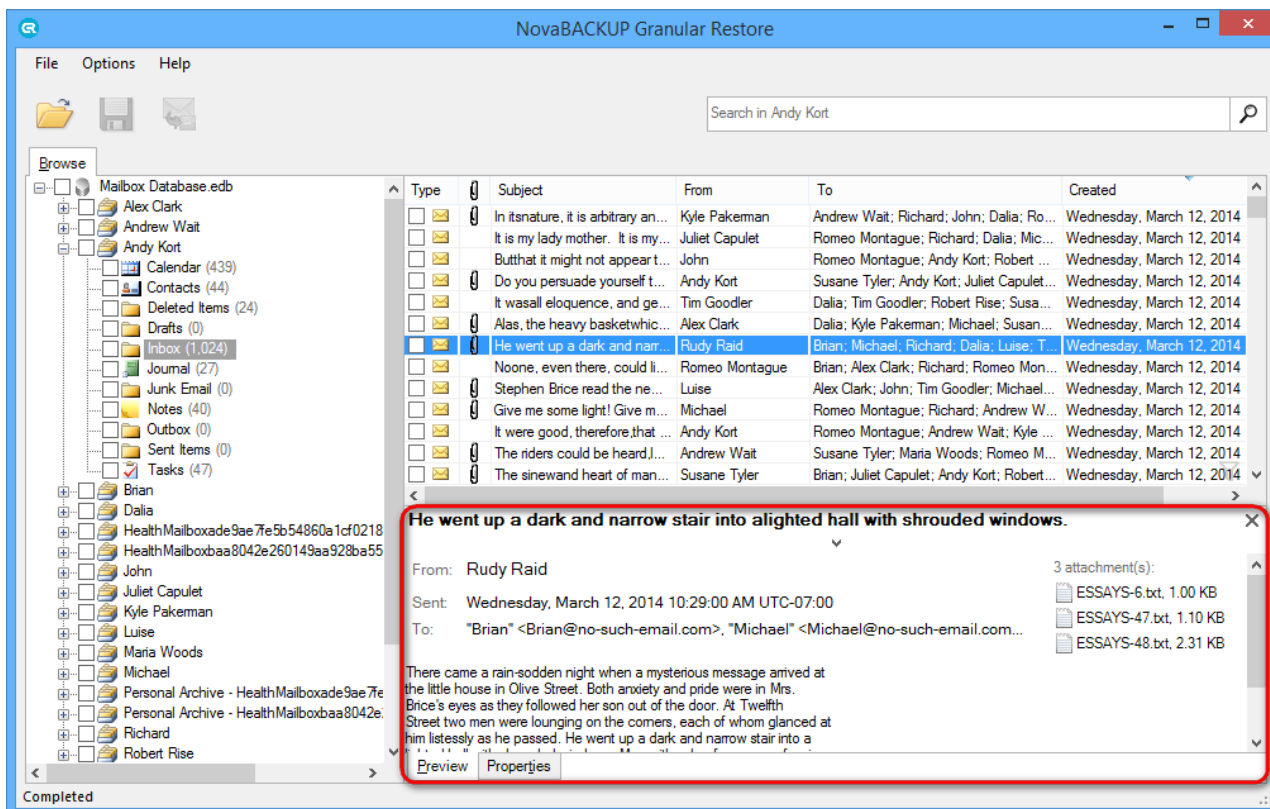 NovaBACKUP Granular Restore
File Options Help
Search in Andy Kort
Browse
Mailbox Database.edb
Alex Clark
Andrew Wait
Andy Kort
Calendar (439)
Contacts (44)
Deleted Items (24)
Drafts (0)
Inbox (1,024)
Journal (27)
Junk Email (0)
Notes (40)
Outbox (0)
Sent Items (0)
Tasks (47)
Brian
Dalia
HealthMailboxade9ae7fe5b54860a1cf0218
HealthMailboxbaa8042e260149aa928ba55
John
Juliet Capulet
Kyle Pakerman
Luise
Maria Woods
Michael
Personal Archive - HealthMailboxade9ae7fe
Personal Archive - HealthMailboxbaa8042e
Richard
Robert Rise
Type Subject From To Created
In itsnature, it is arbitrary an... Kyle Pakerman Andrew Wait; Richard; John; Dalia; Ro... Wednesday, March 12, 2014
It is my lady mother. It is my... Juliet Capulet Romeo Montague; Richard; Dalia; Mic... Wednesday, March 12, 2014
Butthat it might not appear t... John Romeo Montague; Andy Kort; Robert ... Wednesday, March 12, 2014
Do you persuade yourself t... Andy Kort Susane Tyler; Andy Kort; Juliet Capulet... Wednesday, March 12, 2014
It wasall eloquence, and ge... Tim Goodler Dalia; Tim Goodler; Robert Rise; Susa... Wednesday, March 12, 2014
Alas, the heavy basketwhic... Alex Clark Dalia; Kyle Pakerman; Michael; Susan... Wednesday, March 12, 2014
He went up a dark and narr... Rudy Raid Brian; Michael; Richard; Dalia; Luise; T... Wednesday, March 12, 2014
Noone, even there, could li... Romeo Montague Brian; Alex Clark; Richard; Romeo Mon... Wednesday, March 12, 2014
Stephen Brice read the ne... Luise Alex Clark; John; Tim Goodler; Michael... Wednesday, March 12, 2014
Give me some light! Give m... Michael Romeo Montague; Richard; Andrew W... Wednesday, March 12, 2014
It were good, therefore,that ... Andy Kort Romeo Montague; Andrew Wait; Kyle ... Wednesday, March 12, 2014
The riders could be heard,l... Andrew Wait Susane Tyler; Maria Woods; Romeo M... Wednesday, March 12, 2014
The sinewand heart of man... Susane Tyler Brian; Juliet Capulet; Andy Kort; Robert... Wednesday, March 12, 2014
He went up a dark and narrow stair into alighted hall with shrouded windows.
From: Rudy Raid
Sent: Wednesday, March 12, 2014 10:29:00 AM UTC-07:00
To: "Brian" <Brian@no-such-email.com>, "Michael" <Michael@no-such-email.com...
3 attachment(s):
ESSAYS-6.txt, 1.00 KB
ESSAYS-47.txt, 1.10 KB
ESSAYS-48.txt, 2.31 KB
There came a rain-sodden night when a mysterious message arrived at
the little house in Olive Street. Both anxiety and pride were in Mrs.
Brice's eyes as they followed her son out of the door. At Twelfth
Street two men were lounging on the corners, each of whom glanced at
him listessly as he passed. He went up a dark and narrow stair into a
Preview Properties
Completed